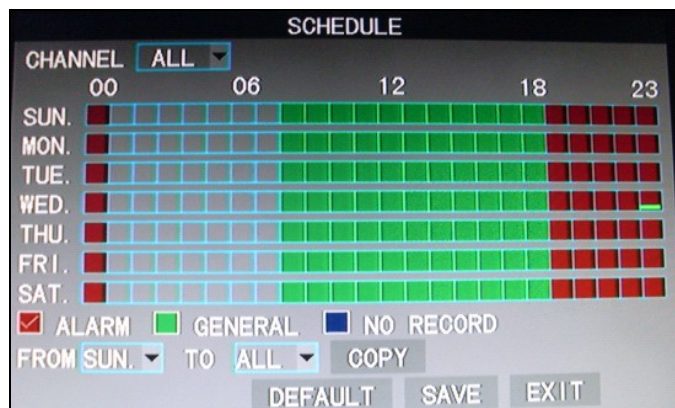 SCHEDULE
CHANNEL ALL
00 06 12 18 23
SUN.
MON.
TUE.
WED.
THU.
FRI.
SAT.
ALARM GENERAL NO RECORD
FROM SUN. TO ALL COPY
DEFAULT SAVE EXIT